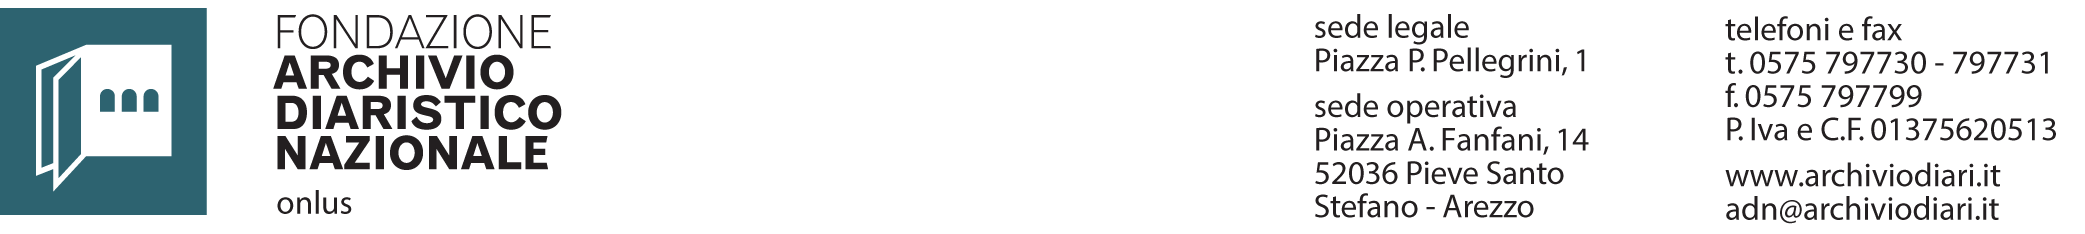 FONDAZIONE
ARCHIVIO
DIARISTICO
NAZIONALE
onlus
sede legale
Piazza P. Pellegrini, 1
sede operativa
Piazza A. Fanfani, 14
52036 Pieve Santo
Stefano - Arezzo
telefoni e fax
t. 0575 797730 - 797731
f. 0575 797799
P. Iva e C.F. 01375620513
www.archiviodiari.it
adn@archiviodiari.it